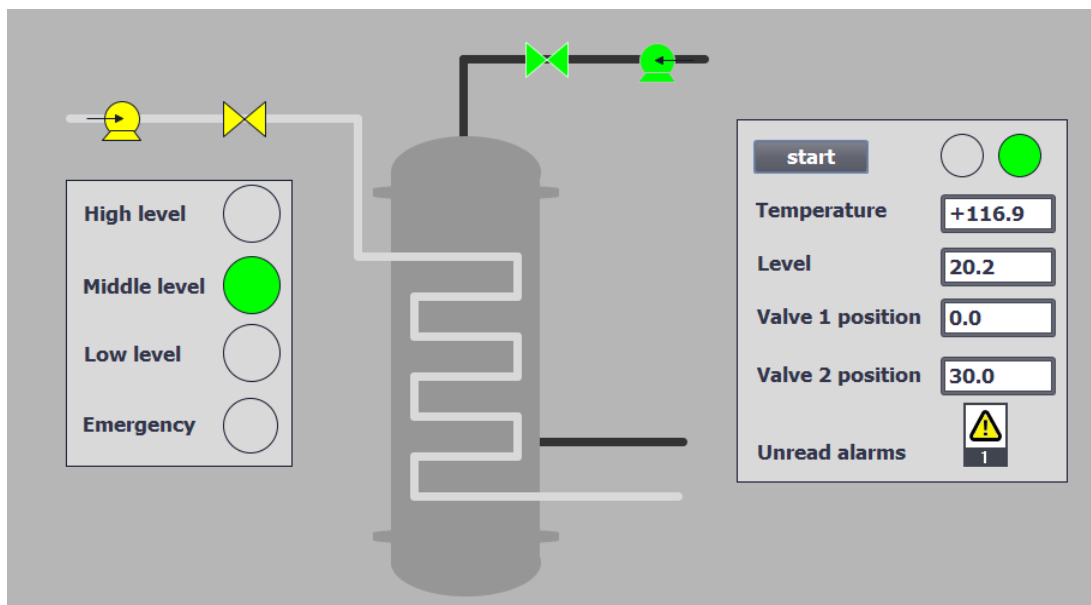 High level
Middle level
Low level
Emergency
start
Temperature +116.9
Level 20.2
Valve 1 position 0.0
Valve 2 position 30.0
Unread alarms 1